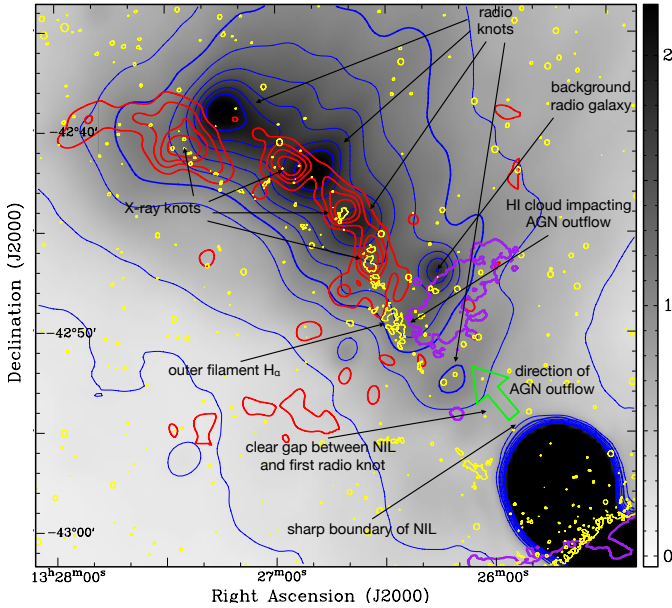 radio
knots
background
radio galaxy
−42°40′
X-ray knots
HI cloud impacting
AGN outflow
−42°50′
outer filament Hα
direction of
AGN outflow
clear gap between NIL
and first radio knot
sharp boundary of NIL
−43°00′
13ʰ28ᵐ00ˢ
27ᵐ00ˢ
26ᵐ00ˢ
Right Ascension (J2000)
Declination (J2000)
2
1
0